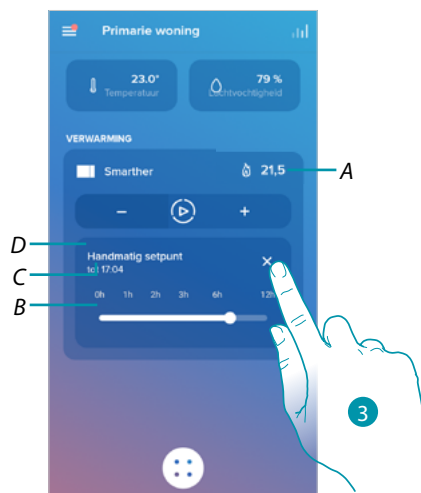 Primarie woning
23.0°
Temperatuur
79 %
Luchtvochtigheid
VERWARMING
Smarther
21,5
A
– +
D
Handmatig setpunt
C
tot 17:04
B
0h 1h 2h 3h 6h 12h
3